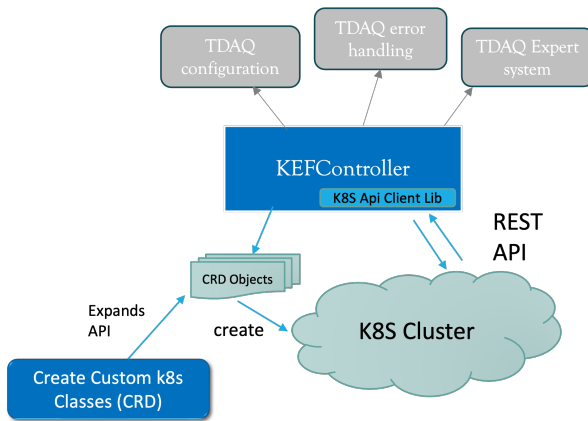 TDAQ
configuration
TDAQ error
handling
TDAQ Expert
system
KEFController
K8S Api Client Lib
REST
API
CRD Objects
Expands
API
create
K8S Cluster
Create Custom k8s
Classes (CRD)